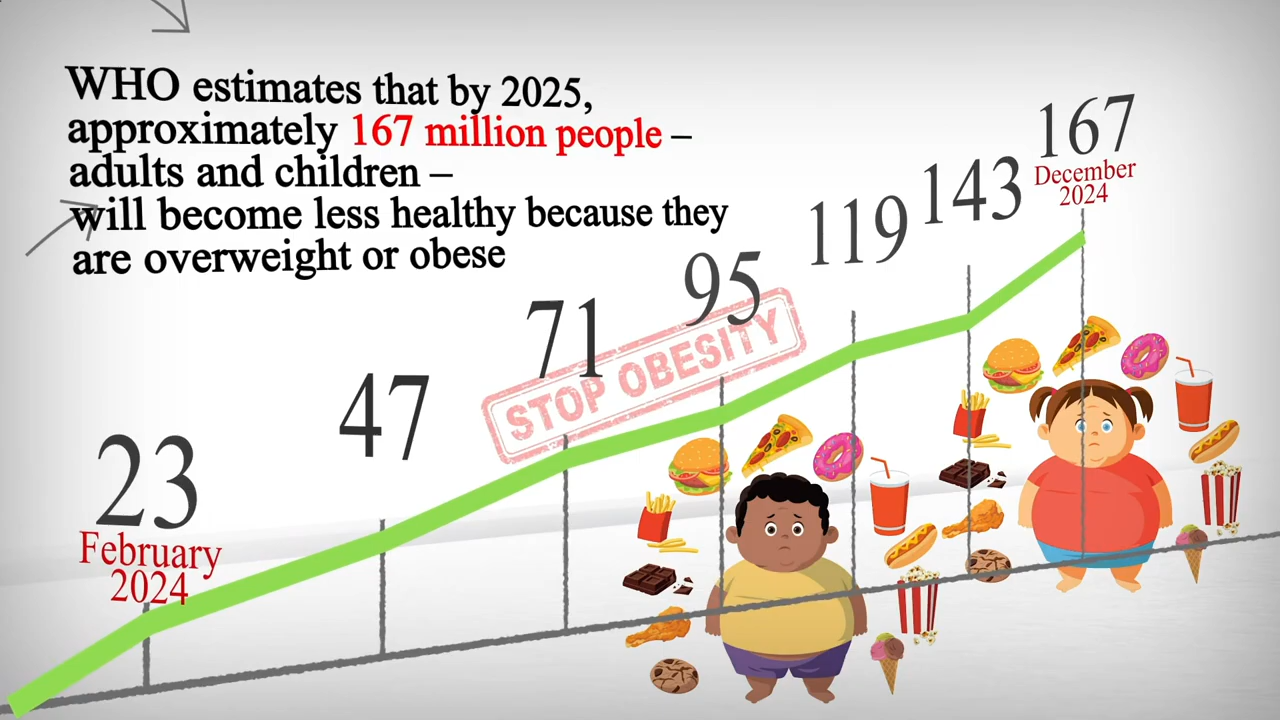 WHO estimates that by 2025,
approximately 167 million people –
adults and children –
will become less healthy because they
are overweight or obese
23
February
2024
47
71
95
119
143
167
December
2024
STOP OBESITY